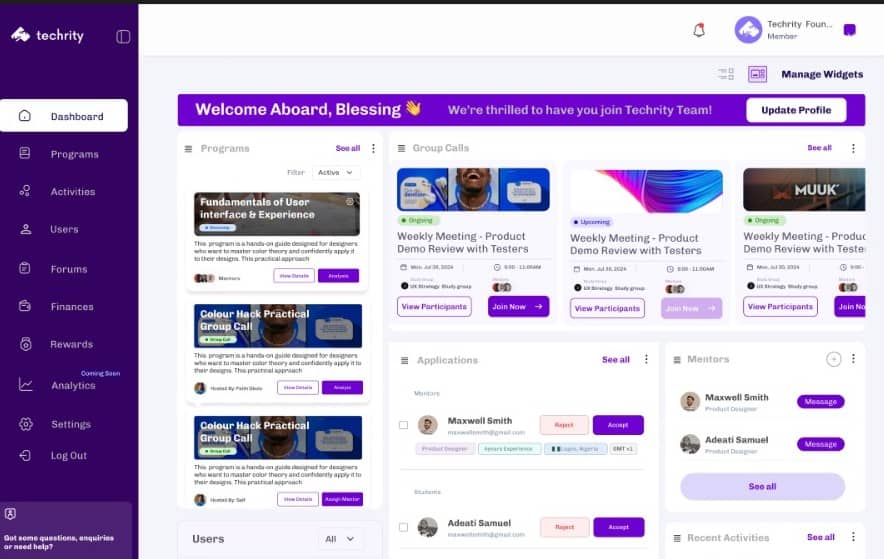 techrity
Dashboard
Programs
Activities
Users
Forums
Finances
Rewards
Coming Soon
Analytics
Settings
Log Out
Got some questions, enquiries
or need help?
Techrity Foun...
Member
Manage Widgets
Welcome Aboard, Blessing 👋
We're thrilled to have you join Techrity Team!
Update Profile
Programs
See all
Filter
Active
Fundamentals of User
interface & Experience
This program is a hands-on guide designed for designers
who want to master color theory and confidently apply it
to their designs. This practical approach
Mentors
View Details
Analysis
Colour Hack Practical
Group Call
Group Call
This program is a hands-on guide designed for designers
who want to master color theory and confidently apply it to
their designs. This practical approach
Hosted By:
View Details
Analyze
Colour Hack Practical
Group Call
Group Call
This program is a hands-on guide designed for designers
who want to master color theory and confidently apply it to
their designs. This practical approach
Hosted By: Self
View Details
Assign Mentor
Users
All
Group Calls
See all
Ongoing
Weekly Meeting - Product
Demo Review with Testers
Mon, Jul 30, 2024
9:00 - 11:00AM
Study Group
UX Strategy Study group
Mentors
View Participants
Join Now
Upcoming
Weekly Meeting - Product
Demo Review with Testers
Mon, Jul 30, 2024
9:00 - 11:00AM
Study Group
UX Strategy Study group
Mentors
View Participants
Join Now
MUUK
Ongoing
Weekly Meeting - Produc
Demo Review with Teste
Mon, Jul 30, 2024
9:00
Study Group
UX Strategy Study group
Mentors
View Participants
Join No
Applications
See all
Mentors
Maxwell Smith
maxwellsmith@gmail.com
Reject
Accept
Product Designer
4years Experience
Lagos, Nigeria
GMT +1
Students
Adeati Samuel
Reject
Accept
Mentors
Maxwell Smith
Product Designer
Message
Adeati Samuel
Product Designer
Message
See all
Recent Activities
See all